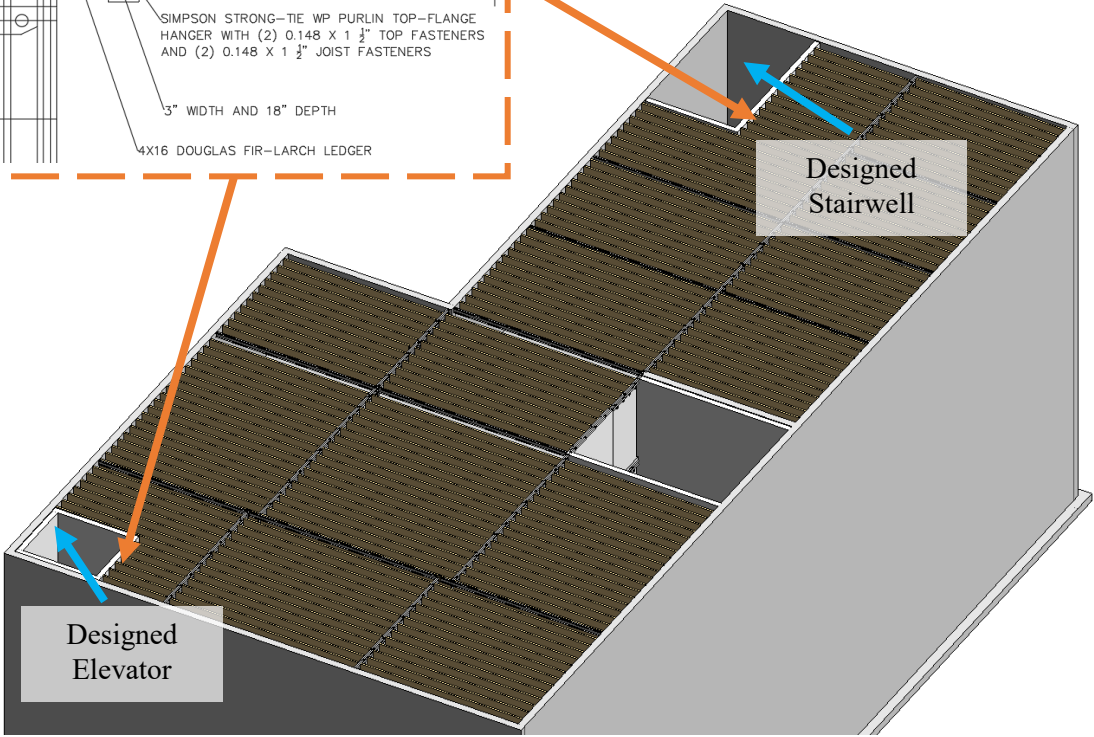 SIMPSON STRONG-TIE WP PURLIN TOP-FLANGE
HANGER WITH (2) 0.148 X 1 ½" TOP FASTENERS
AND (2) 0.148 X 1 ½" JOIST FASTENERS
3" WIDTH AND 18" DEPTH
4X16 DOUGLAS FIR-LARCH LEDGER
Designed
Stairwell
Designed
Elevator